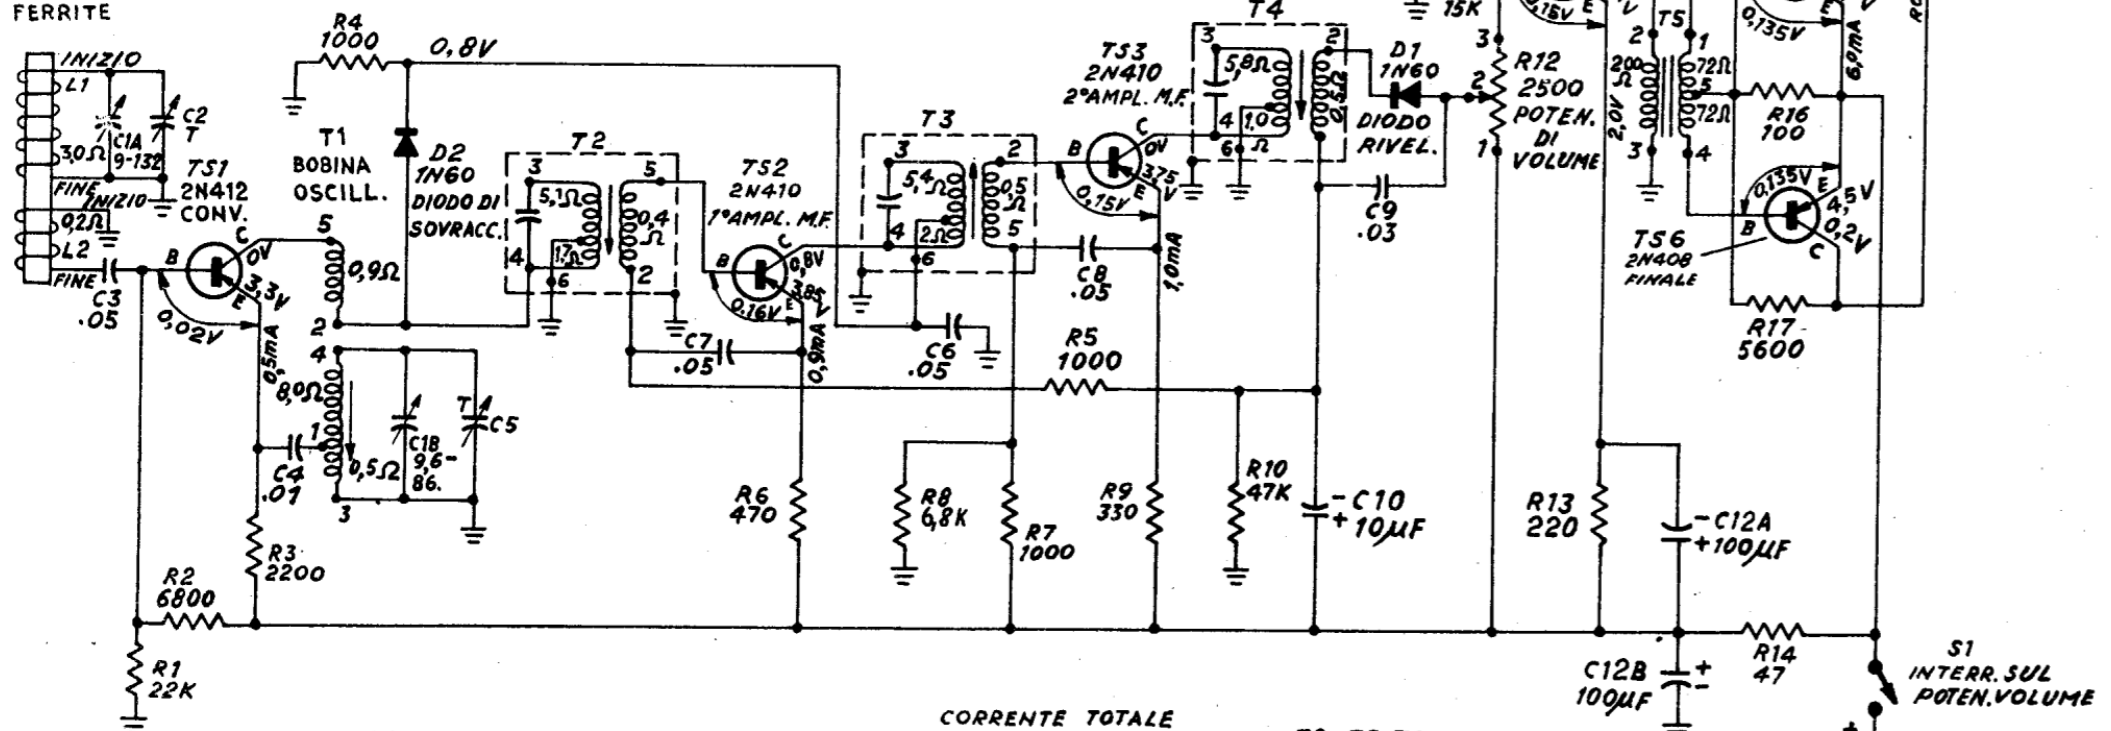 FERRITE
INIZIO
L1
3,0Ω
C1A
9-132
C2
T
FINE
INIZIO
0,2Ω
L2
FINE
C3
.05
TS1
2N412
CONV.
B
C
0V
E
3,3V
0,02V
0,5mA
R4
1000
0,8V
T1
BOBINA
OSCILL.
5
0,9Ω
2
4
8,0Ω
1
0,5Ω
3
C4
.01
C1B
9,6-
86.
T
C5
R3
2200
R2
6800
R1
22K
D2
1N60
DIODO DI
SOVRACC.
T2
3
5,1Ω
4
6
5
0,4
Ω
2
TS2
2N410
1°AMPL. M.F.
B
C
0,8V
E
0,16V
0,9mA
C7
.05
R6
470
T3
3
5,4Ω
4
2Ω
6
2
0,5
Ω
5
C6
.05
C8
.05
TS3
2N410
2°AMPL. M.F.
B
C
0V
3,75
V
E
0,15V
1,0mA
R5
1000
R8
6,8K
R7
1000
R9
330
R10
47K
T4
3
5,8Ω
4
1,0
Ω
6
2
0,5Ω
D1
1N60
DIODO
RIVEL.
C9
.03
-C10
+10µF
15K
3
2
1
R12
2500
POTEN.
DI
VOLUME
0,15V
E
V
R13
220
-C12A
+100µF
C12B
100µF
+
-
R14
47
T5
2
200
Ω
2,0V
3
1
72Ω
5
72Ω
4
0,135V
E
V
6,0mA
R16
100
0,135V
E
4,5V
0,2V
B
C
TS6
2N408
FINALE
R17
5600
S1
INTERR. SUL
POTEN. VOLUME
+
CORRENTE TOTALE